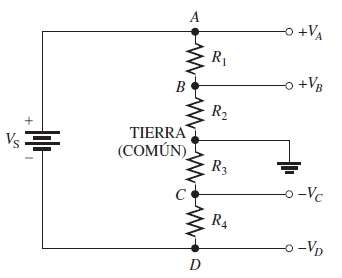 A
+V_A
R_1
B
+V_B
R_2
TIERRA
(COMÚN)
+
V_S
–
R_3
C
–V_C
R_4
–V_D
D